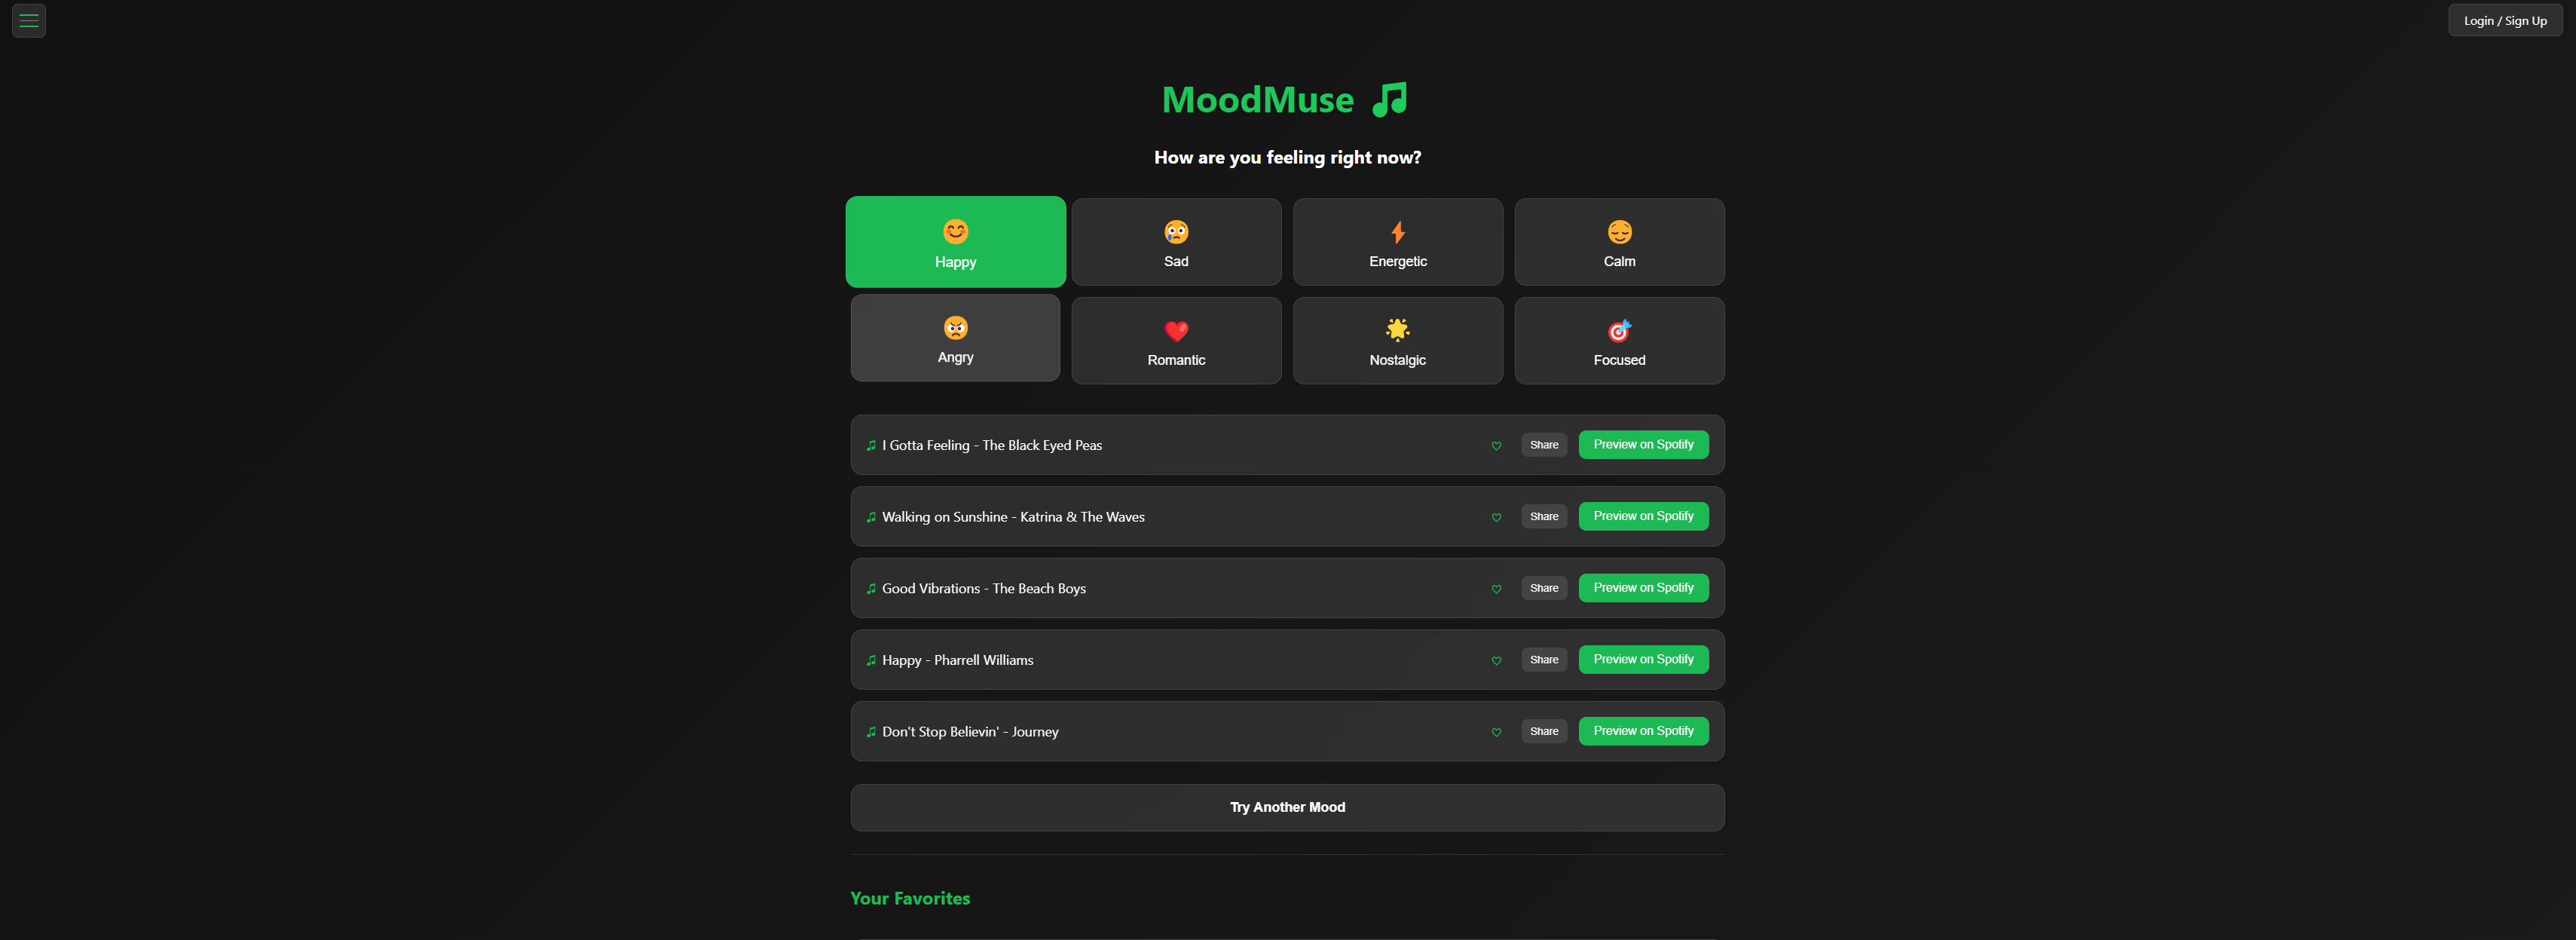 Login / Sign Up
MoodMuse
How are you feeling right now?
Happy
Sad
Energetic
Calm
Angry
Romantic
Nostalgic
Focused
I Gotta Feeling - The Black Eyed Peas Share Preview on Spotify
Walking on Sunshine - Katrina & The Waves Share Preview on Spotify
Good Vibrations - The Beach Boys Share Preview on Spotify
Happy - Pharrell Williams Share Preview on Spotify
Don't Stop Believin' - Journey Share Preview on Spotify
Try Another Mood
Your Favorites